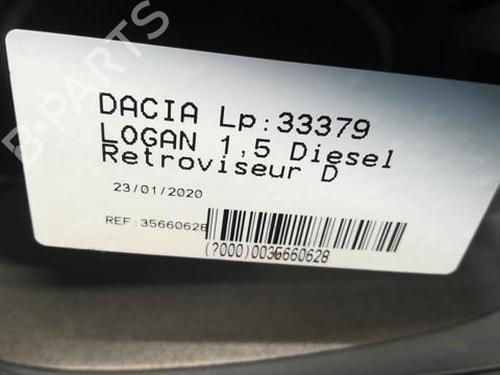 B-PARTS
DACIA Lp:33379
LOGAN 1,5 Diesel
Retroviseur D
23/01/2020
REF:35660628
(?000)0035660628